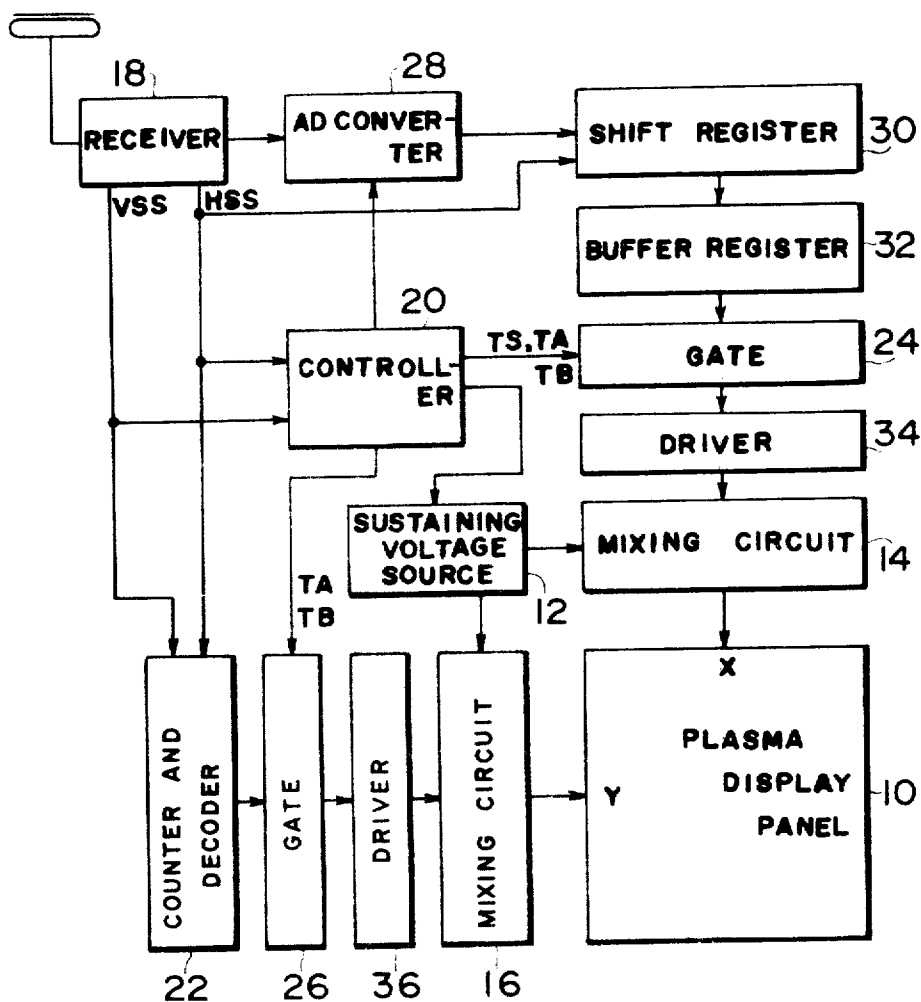 18
28
RECEIVER
AD CONVER-
TER
SHIFT REGISTER
30
VSS
HSS
BUFFER REGISTER
32
20
CONTROLL-
ER
TS,TA
TB
GATE
24
DRIVER
34
SUSTAINING
VOLTAGE
SOURCE
12
MIXING CIRCUIT
14
TA
TB
COUNTER AND
DECODER
GATE
DRIVER
MIXING CIRCUIT
X
Y
PLASMA
DISPLAY
PANEL
10
22
26
36
16